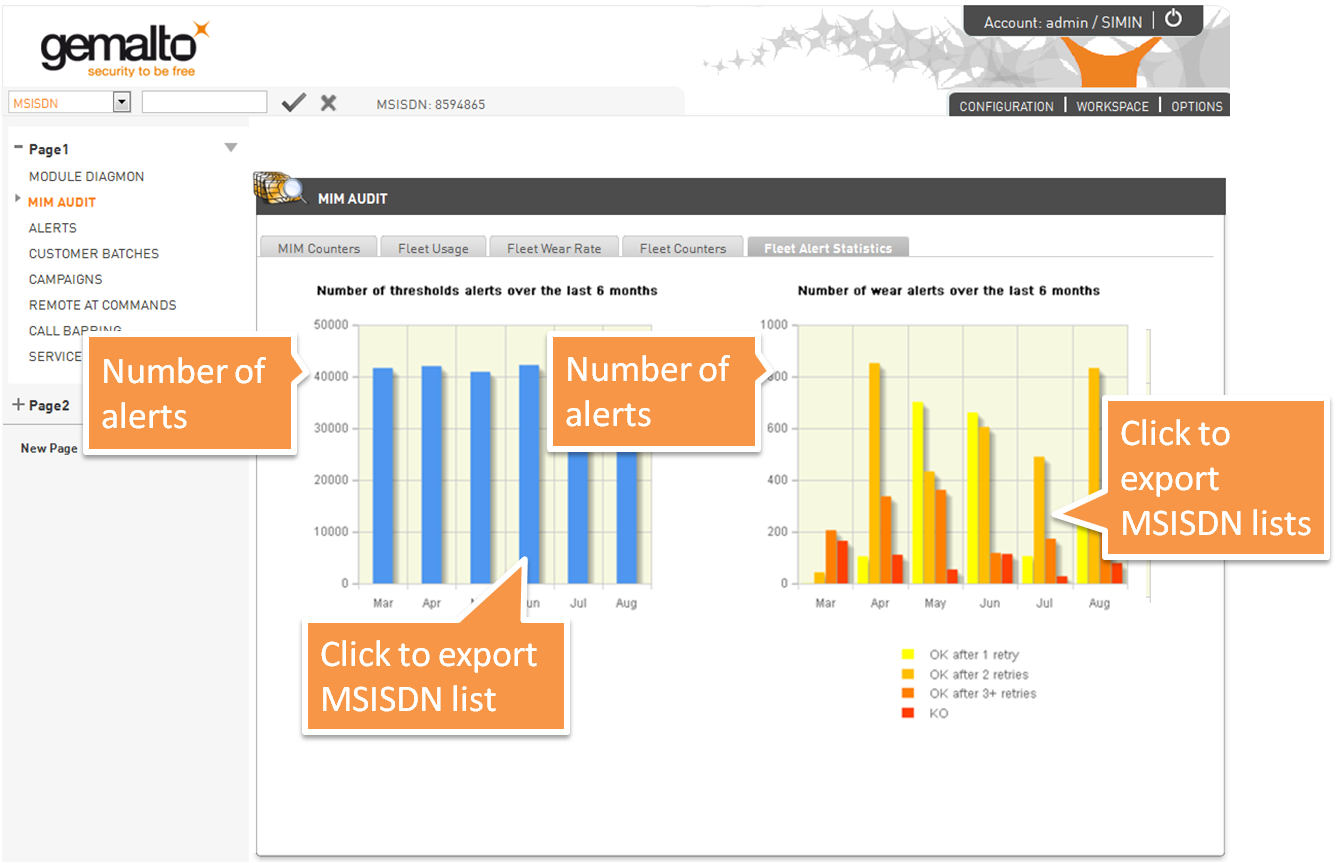 gemalto
security to be free
Account: admin / SIMIN
MSISDN
MSISDN: 8594865
CONFIGURATION | WORKSPACE | OPTIONS
Page1
MODULE DIAGMON
MIM AUDIT
ALERTS
CUSTOMER BATCHES
CAMPAIGNS
REMOTE AT COMMANDS
CALL BARRING
SERVICE
Page2
New Page
MIM AUDIT
MIM Counters
Fleet Usage
Fleet Wear Rate
Fleet Counters
Fleet Alert Statistics
Number of thresholds alerts over the last 6 months
50000
40000
30000
20000
10000
0
Mar
Apr
Jul
Aug
Number of
alerts
Click to export
MSISDN list
Number of wear alerts over the last 6 months
1000
800
600
400
200
0
Mar
Apr
May
Jun
Jul
Aug
Number of
alerts
Click to
export
MSISDN lists
OK after 1 retry
OK after 2 retries
OK after 3+ retries
KO